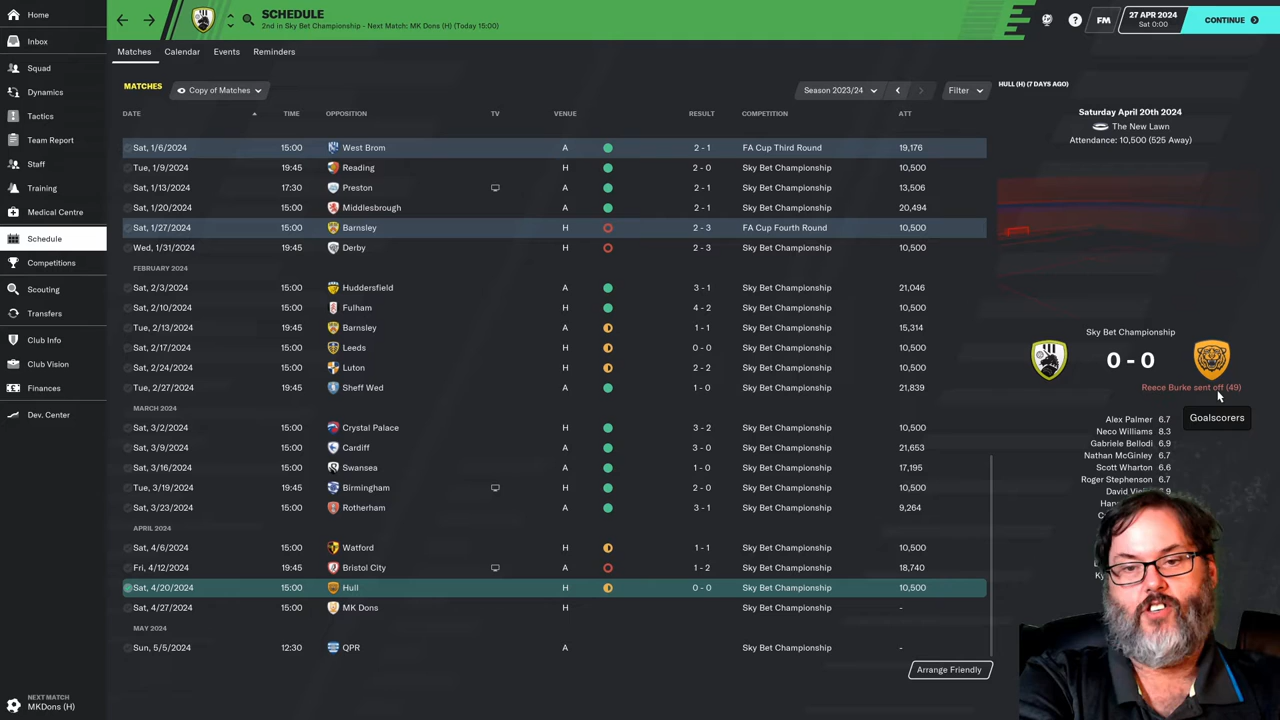 SCHEDULE
2nd in Sky Bet Championship - Next Match: MK Dons (H) (Today 15:00)
FM
27 APR 2024
Sat 0:00
CONTINUE
Home
Inbox
Squad
Dynamics
Tactics
Team Report
Staff
Training
Medical Centre
Schedule
Competitions
Scouting
Transfers
Club Info
Club Vision
Finances
Dev. Center
NEXT MATCH
MKDons (H)
Matches Calendar Events Reminders
MATCHES Copy of Matches Season 2023/24 Filter
DATE TIME OPPOSITION TV VENUE RESULT COMPETITION ATT
Sat, 1/6/2024 15:00 West Brom A 2 - 1 FA Cup Third Round 19,176
Tue, 1/9/2024 19:45 Reading H 2 - 0 Sky Bet Championship 10,500
Sat, 1/13/2024 17:30 Preston A 2 - 1 Sky Bet Championship 13,506
Sat, 1/20/2024 15:00 Middlesbrough A 2 - 1 Sky Bet Championship 20,494
Sat, 1/27/2024 15:00 Barnsley H 2 - 3 FA Cup Fourth Round 10,500
Wed, 1/31/2024 19:45 Derby H 2 - 3 Sky Bet Championship 10,500
FEBRUARY 2024
Sat, 2/3/2024 15:00 Huddersfield A 3 - 1 Sky Bet Championship 21,046
Sat, 2/10/2024 15:00 Fulham H 4 - 2 Sky Bet Championship 10,500
Tue, 2/13/2024 19:45 Barnsley A 1 - 1 Sky Bet Championship 15,314
Sat, 2/17/2024 15:00 Leeds H 0 - 0 Sky Bet Championship 10,500
Sat, 2/24/2024 15:00 Luton H 2 - 2 Sky Bet Championship 10,500
Tue, 2/27/2024 19:45 Sheff Wed A 1 - 0 Sky Bet Championship 21,839
MARCH 2024
Sat, 3/2/2024 15:00 Crystal Palace H 3 - 2 Sky Bet Championship 10,500
Sat, 3/9/2024 15:00 Cardiff A 3 - 0 Sky Bet Championship 21,653
Sat, 3/16/2024 15:00 Swansea A 1 - 0 Sky Bet Championship 17,195
Tue, 3/19/2024 19:45 Birmingham H 2 - 0 Sky Bet Championship 10,500
Sat, 3/23/2024 15:00 Rotherham A 3 - 1 Sky Bet Championship 9,264
APRIL 2024
Sat, 4/6/2024 15:00 Watford H 1 - 1 Sky Bet Championship 10,500
Fri, 4/12/2024 19:45 Bristol City A 1 - 2 Sky Bet Championship 18,740
Sat, 4/20/2024 15:00 Hull H 0 - 0 Sky Bet Championship 10,500
Sat, 4/27/2024 15:00 MK Dons H Sky Bet Championship -
MAY 2024
Sun, 5/5/2024 12:30 QPR A Sky Bet Championship -
Arrange Friendly
HULL (H) (7 DAYS AGO)
Saturday April 20th 2024
The New Lawn
Attendance: 10,500 (525 Away)
Sky Bet Championship
0 - 0
Reece Burke sent off (49)
Goalscorers
Alex Palmer 6.7
Neco Williams 8.3
Gabriele Bellodi 6.9
Nathan McGinley 6.7
Scott Wharton 6.6
Roger Stephenson 6.7
David